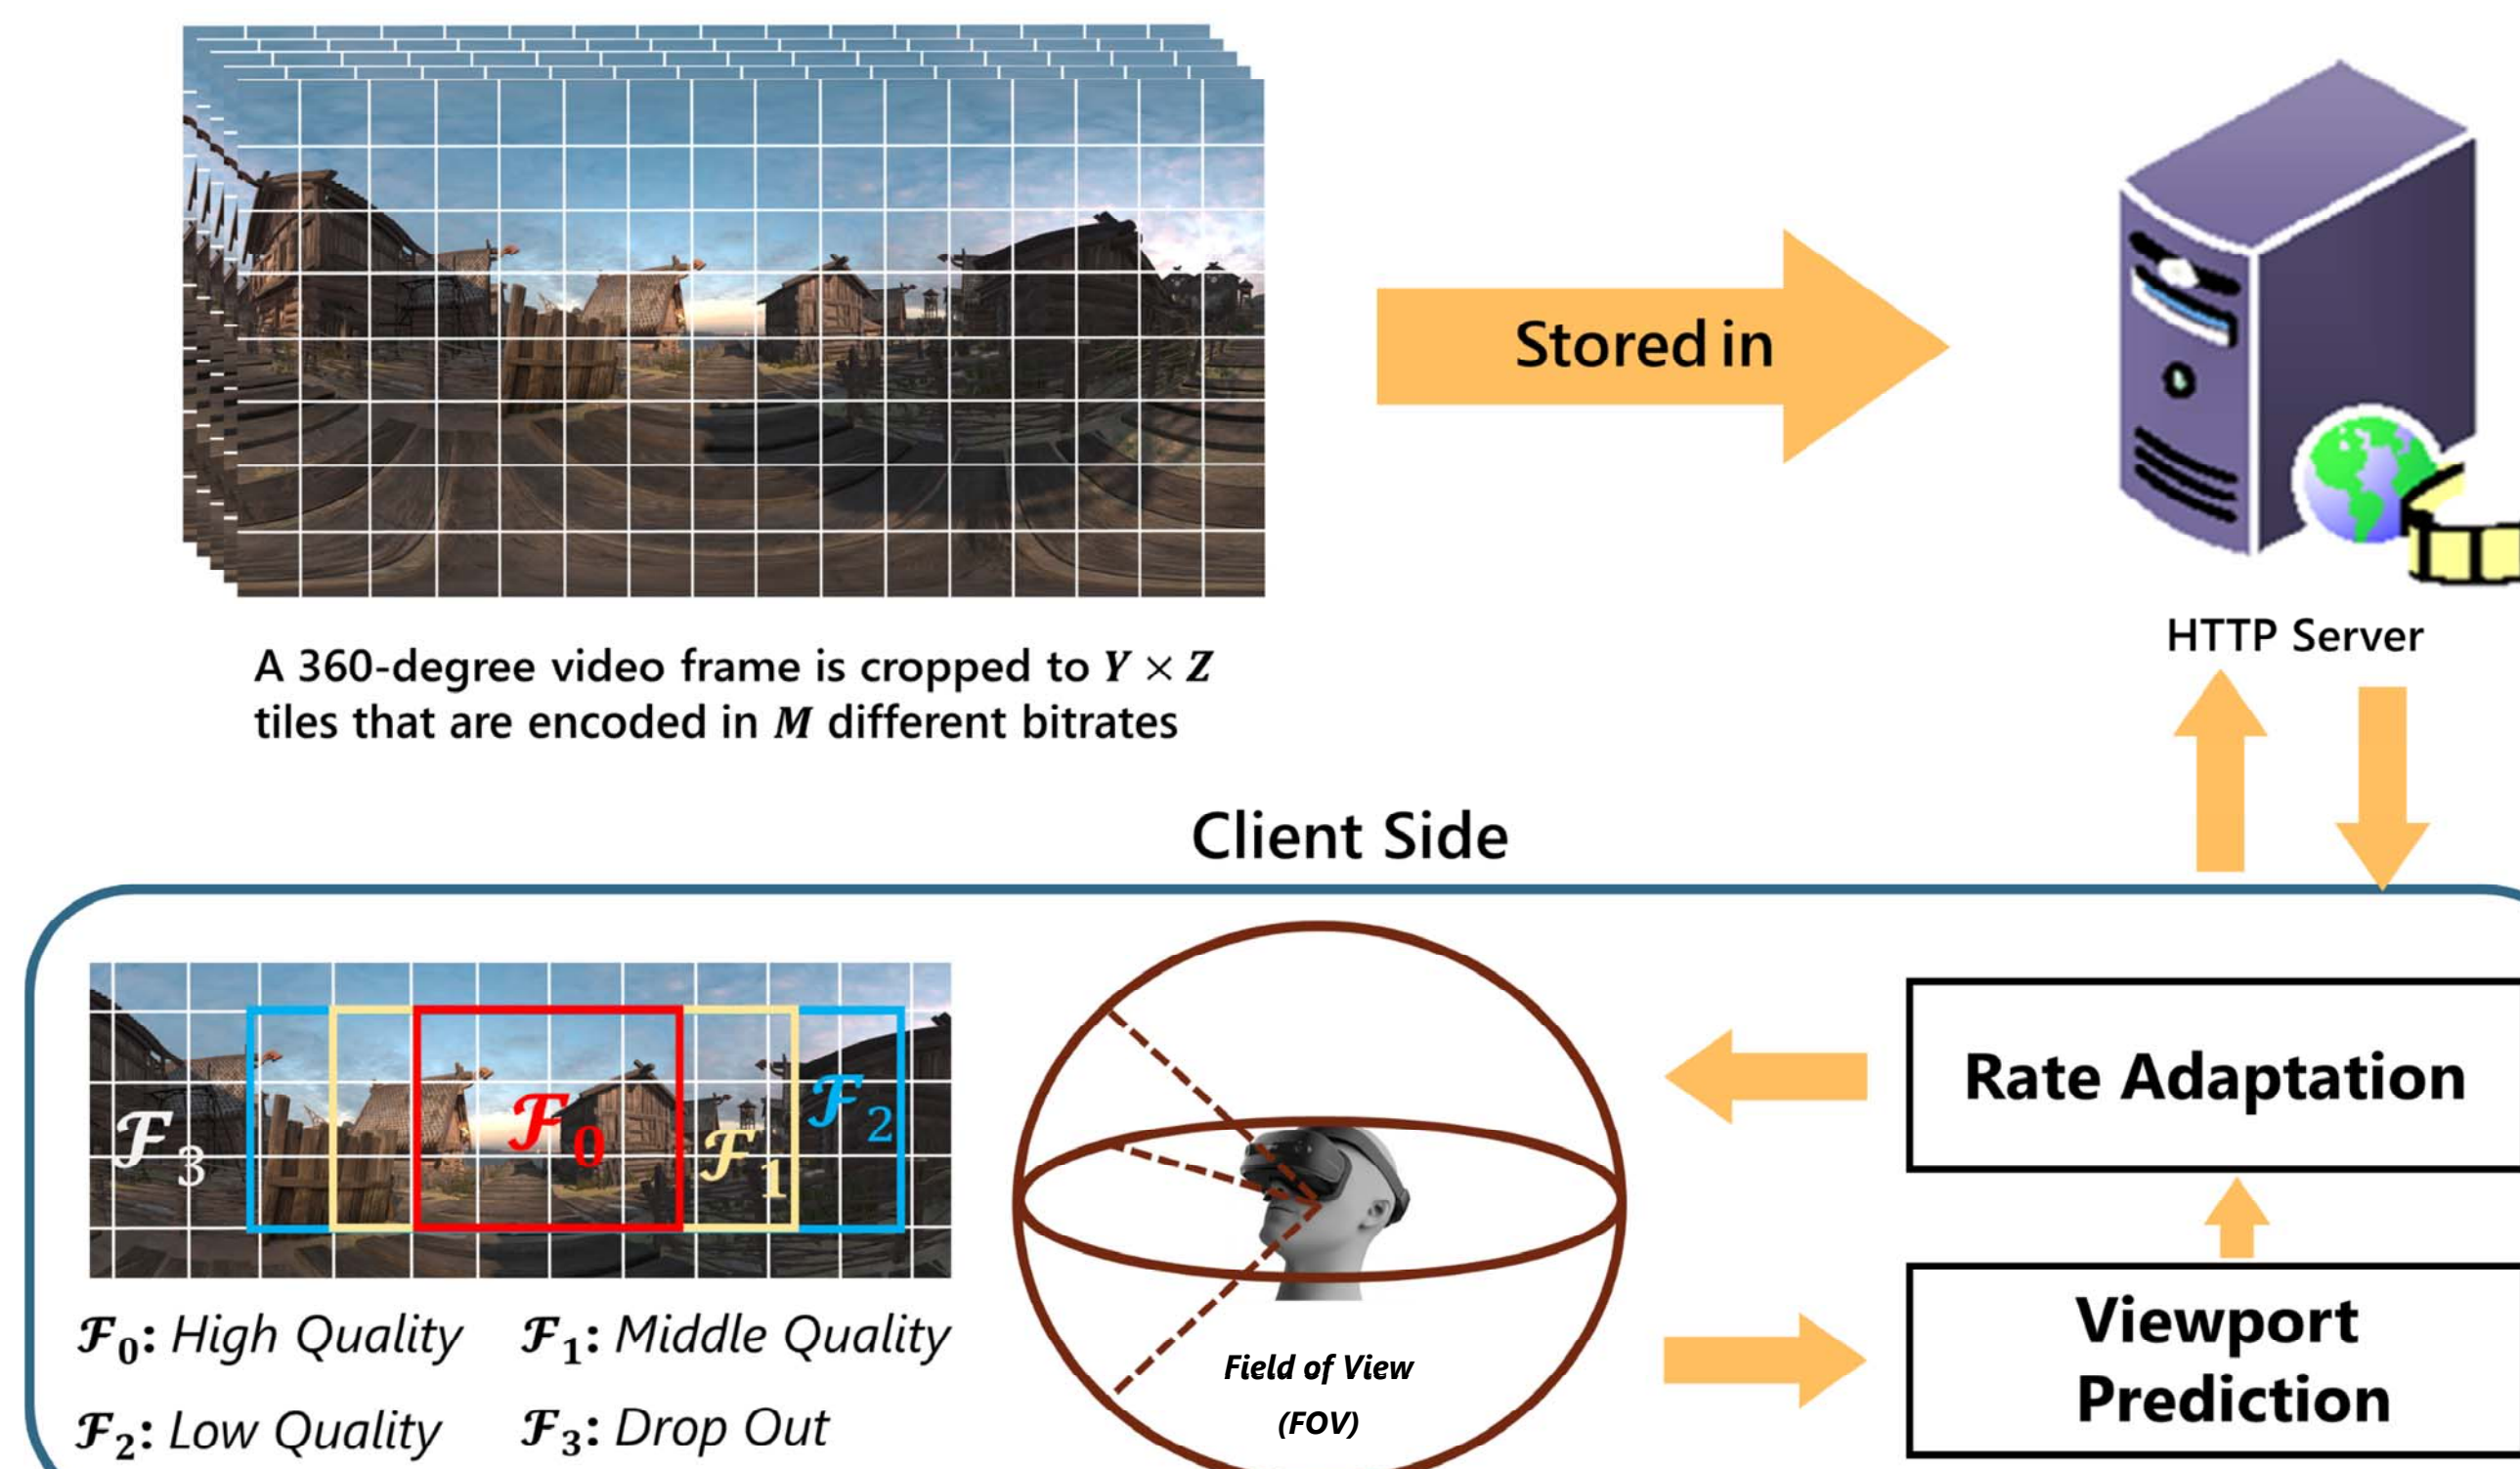 Stored in
HTTP Server
A 360-degree video frame is cropped to Y × Z
tiles that are encoded in M different bitrates
Client Side
ℱ3
ℱ0
ℱ1
ℱ2
ℱ0: High Quality
ℱ1: Middle Quality
ℱ2: Low Quality
ℱ3: Drop Out
Field of View
(FOV)
Rate Adaptation
Viewport
Prediction